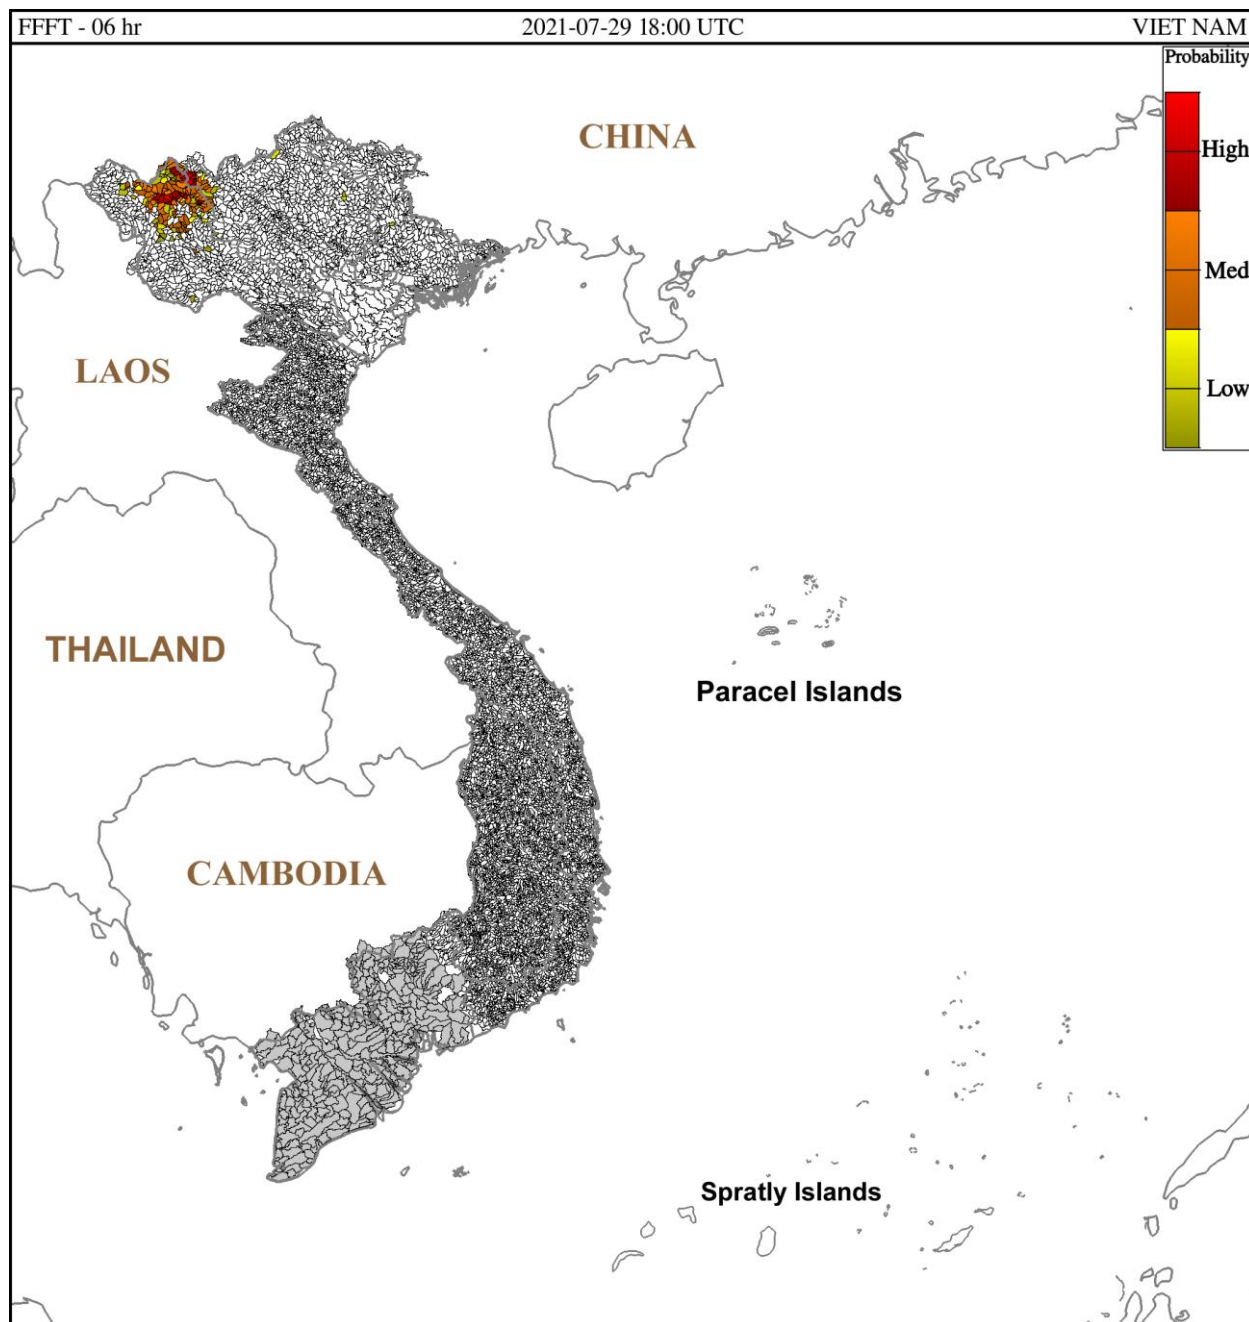 FFFT - 06 hr 2021-07-29 18:00 UTC VIET NAM
Probability
CHINA
High
Med
LAOS
Low
THAILAND
Paracel Islands
CAMBODIA
Spratly Islands